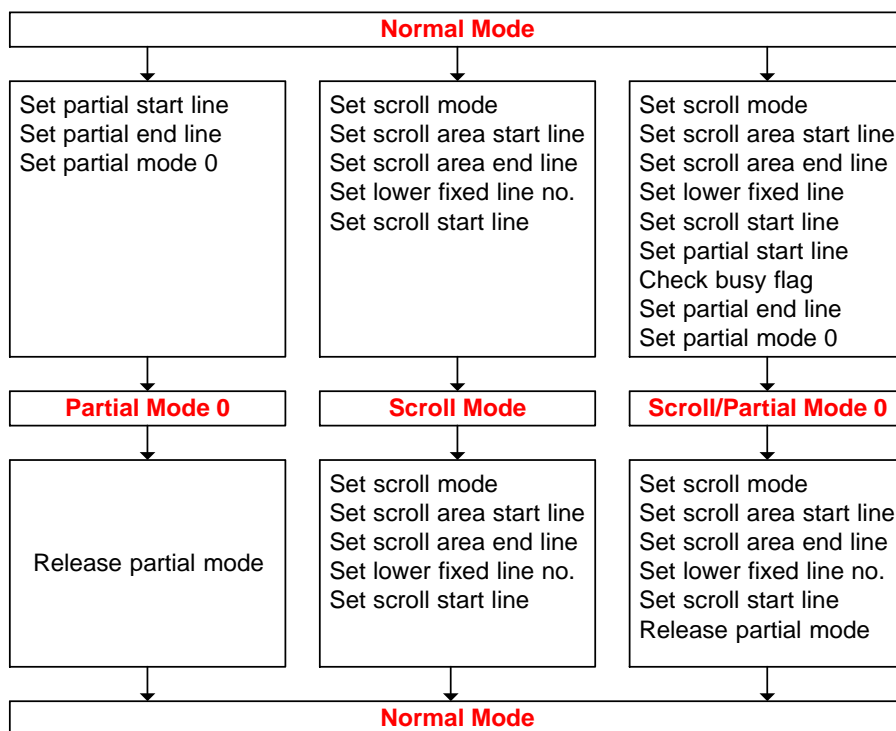 Normal Mode
Set partial start line
Set partial end line
Set partial mode 0
Set scroll mode
Set scroll area start line
Set scroll area end line
Set lower fixed line no.
Set scroll start line
Set scroll mode
Set scroll area start line
Set scroll area end line
Set lower fixed line
Set scroll start line
Set partial start line
Check busy flag
Set partial end line
Set partial mode 0
Partial Mode 0
Scroll Mode
Scroll/Partial Mode 0
Release partial mode
Set scroll mode
Set scroll area start line
Set scroll area end line
Set lower fixed line no.
Set scroll start line
Set scroll mode
Set scroll area start line
Set scroll area end line
Set lower fixed line no.
Set scroll start line
Release partial mode
Normal Mode